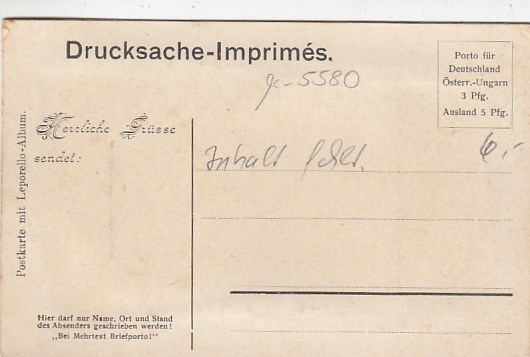 Drucksache-Imprimés.
Porto für
Deutschland
Österr.-Ungarn
3 Pfg.
Ausland 5 Pfg.
5580
Herzliche Grüsse
sendet:
6,-
Inhalt fehlt.
Postkarte mit Leporello-Album.
Hier darf nur Name, Ort und Stand
des Absenders geschrieben werden!
„Bei Mehrtext Briefporto!"